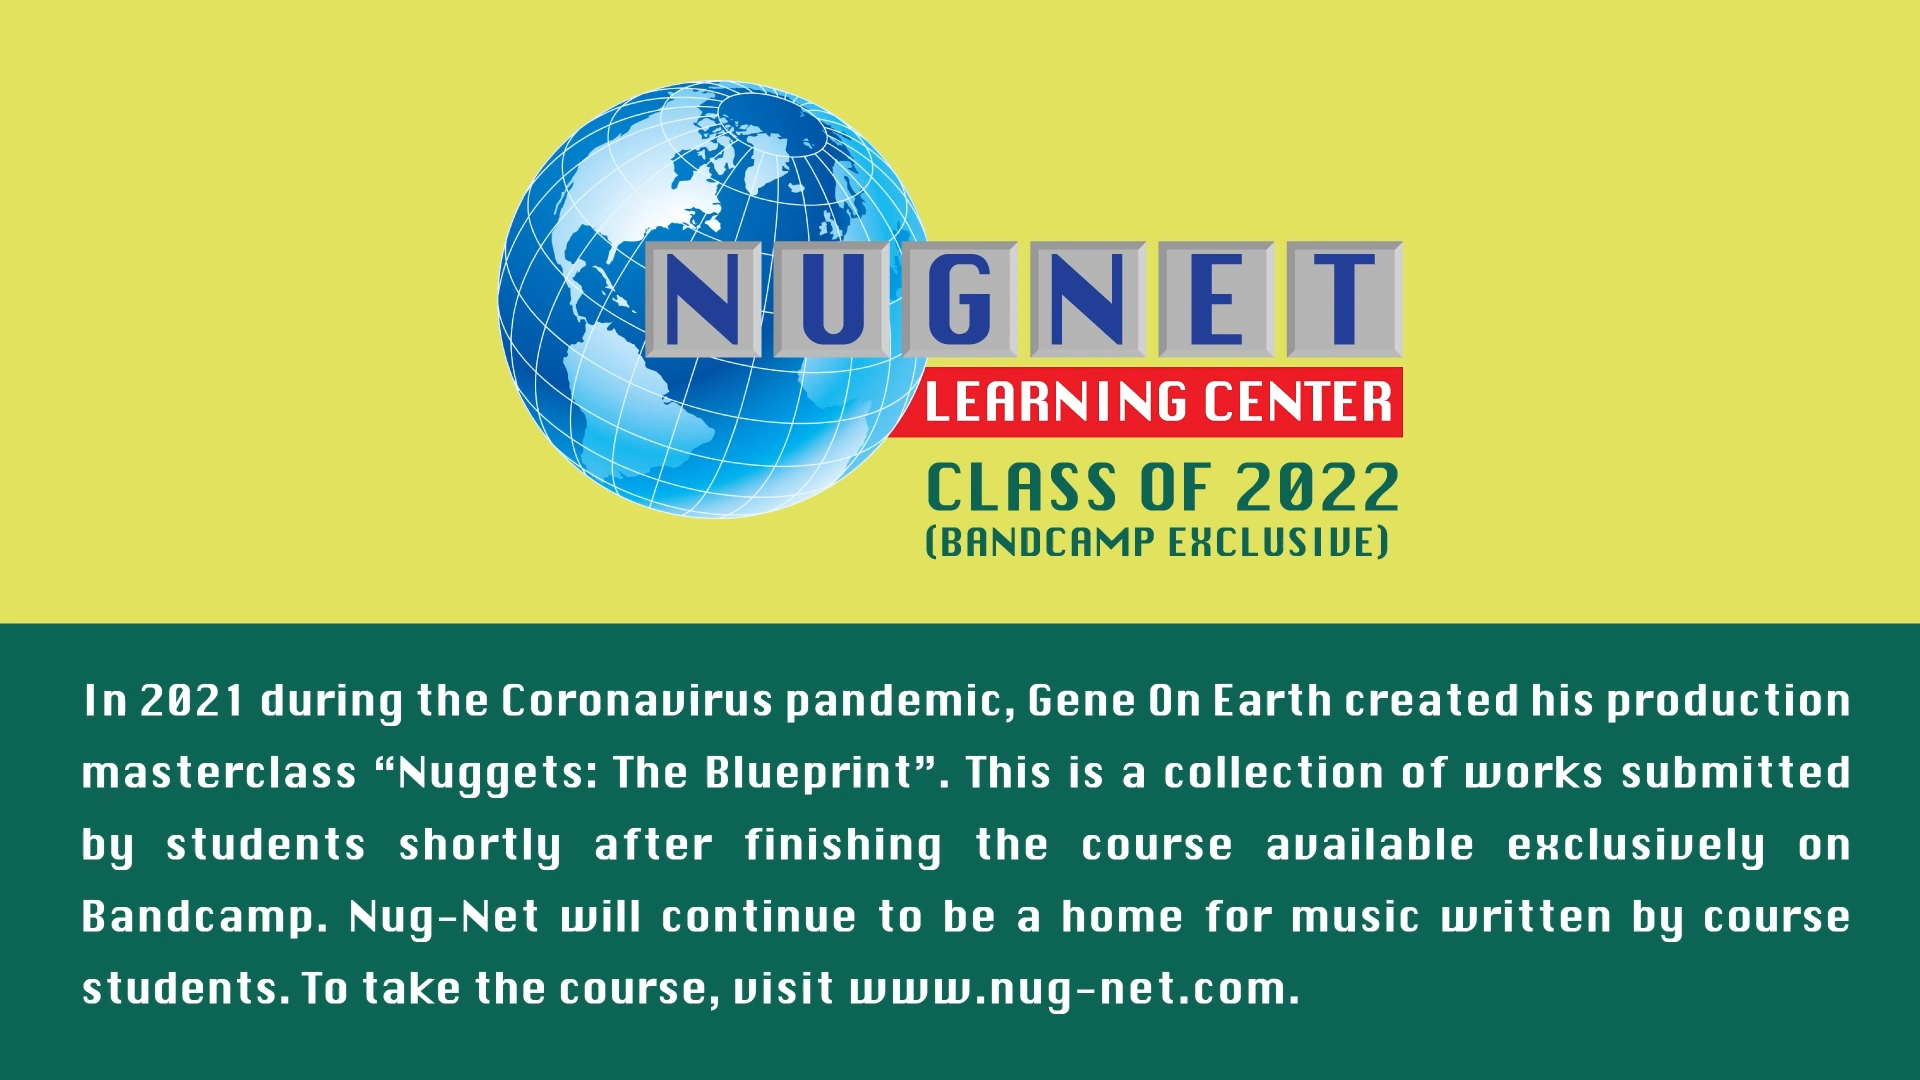 NUGNET
LEARNING CENTER
CLASS OF 2022
(BANDCAMP EXCLUSIVE)
In 2021 during the Coronavirus pandemic, Gene On Earth created his production
masterclass “Nuggets: The Blueprint”. This is a collection of works submitted
by students shortly after finishing the course available exclusively on
Bandcamp. Nug-Net will continue to be a home for music written by course
students. To take the course, visit www.nug-net.com.